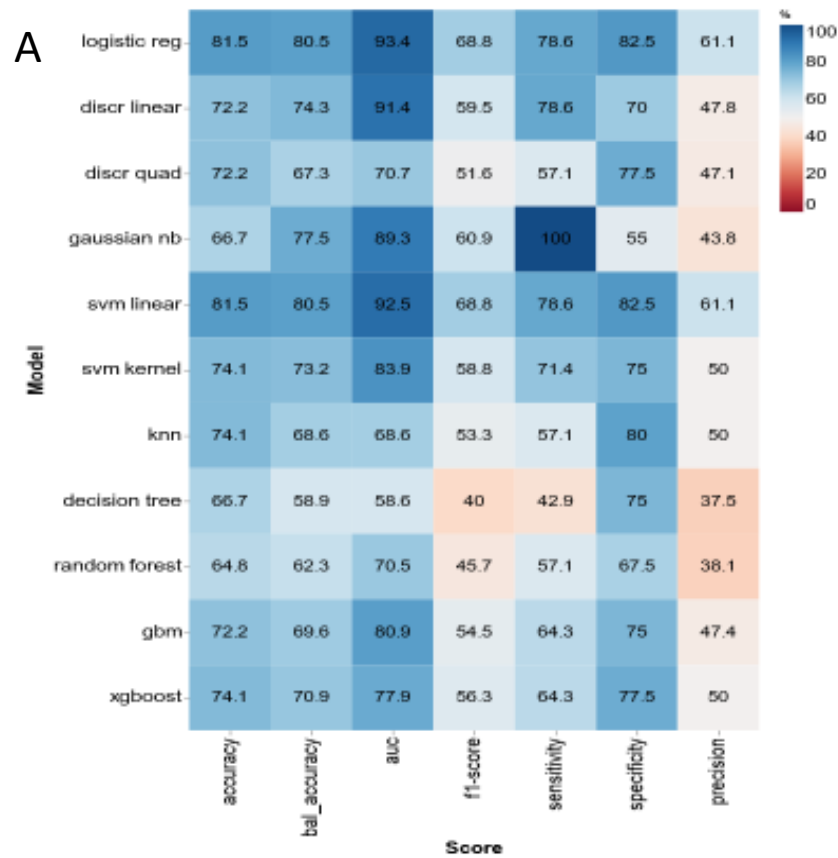 A
%
100
80
60
40
20
0
Model
logistic reg 81.5 80.5 93.4 68.8 78.6 82.5 61.1
discr linear 72.2 74.3 91.4 59.5 78.6 70 47.8
discr quad 72.2 67.3 70.7 51.6 57.1 77.5 47.1
gaussian nb 66.7 77.5 89.3 60.9 100 55 43.8
svm linear 81.5 80.5 92.5 68.8 78.6 82.5 61.1
svm kernel 74.1 73.2 83.9 58.8 71.4 75 50
knn 74.1 68.6 68.6 53.3 57.1 80 50
decision tree 66.7 58.9 58.6 40 42.9 75 37.5
random forest 64.8 62.3 70.5 45.7 57.1 67.5 38.1
gbm 72.2 69.6 80.9 54.5 64.3 75 47.4
xgboost 74.1 70.9 77.9 56.3 64.3 77.5 50
accuracy bal_accuracy auc f1-score sensitivity specificity precision
Score